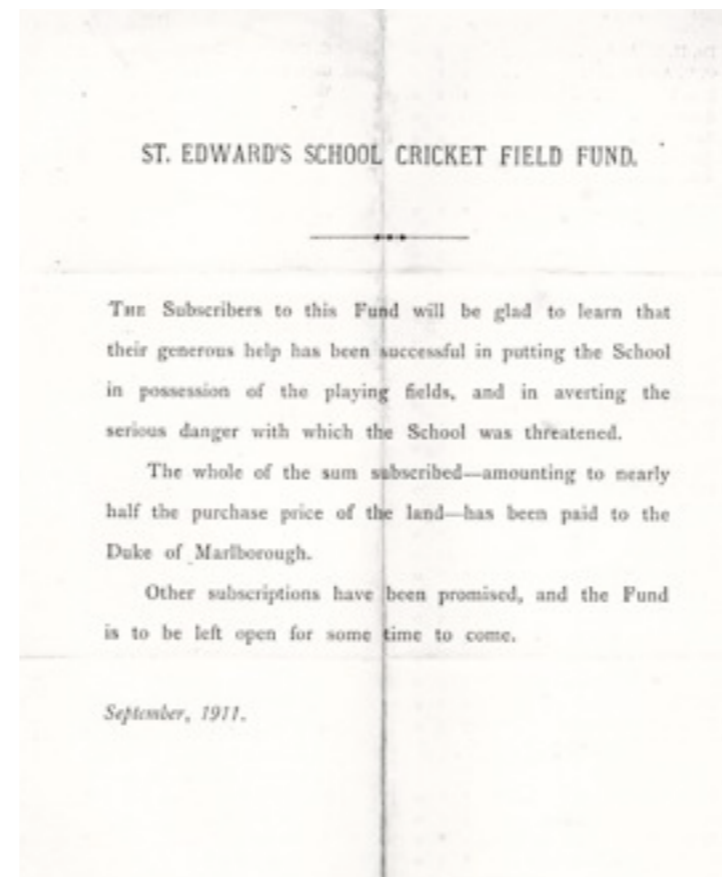 ST. EDWARD'S SCHOOL CRICKET FIELD FUND.
THE Subscribers to this Fund will be glad to learn that
their generous help has been successful in putting the School
in possession of the playing fields, and in averting the
serious danger with which the School was threatened.
The whole of the sum subscribed—amounting to nearly
half the purchase price of the land—has been paid to the
Duke of Marlborough.
Other subscriptions have been promised, and the Fund
is to be left open for some time to come.
September, 1911.